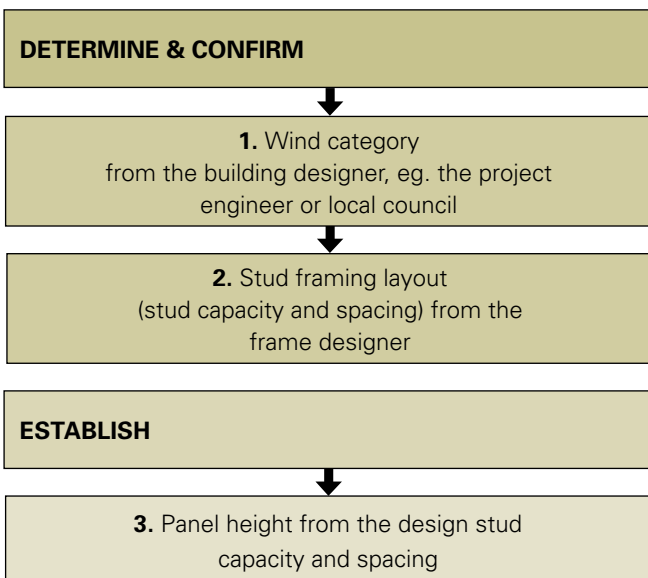 DETERMINE & CONFIRM
1. Wind category
from the building designer, eg. the project
engineer or local council
2. Stud framing layout
(stud capacity and spacing) from the
frame designer
ESTABLISH
3. Panel height from the design stud
capacity and spacing